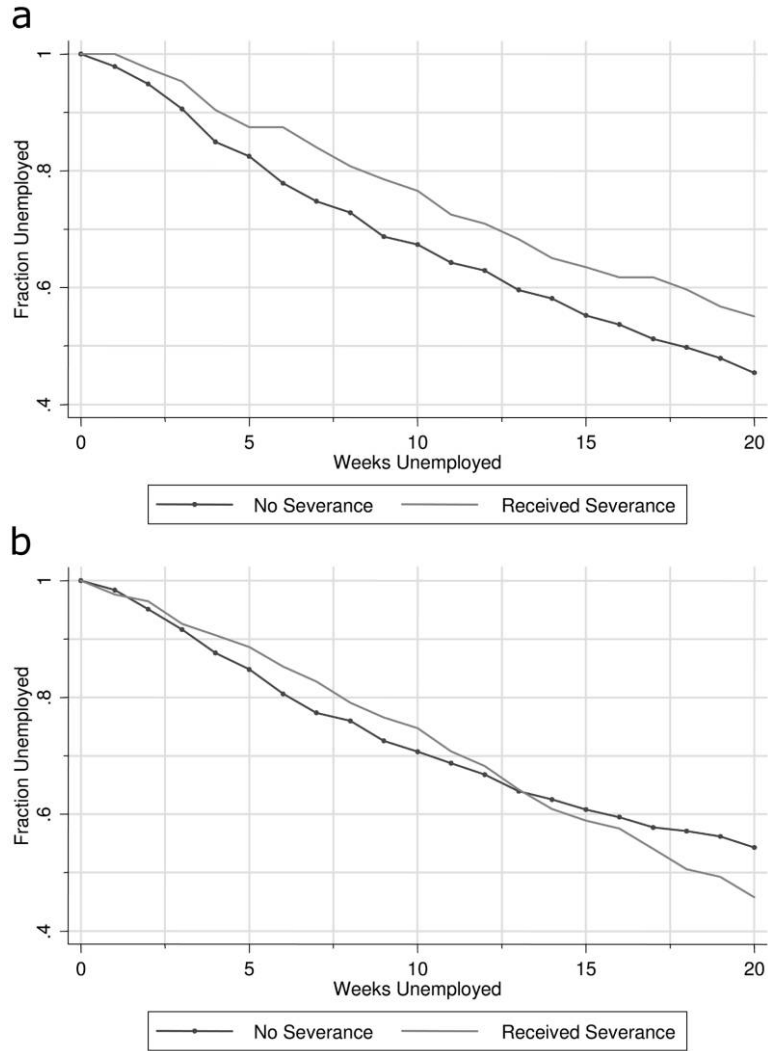 a
1
.8
.6
.4
Fraction Unemployed
0 5 10 15 20
Weeks Unemployed
No Severance Received Severance
b
1
.8
.6
.4
Fraction Unemployed
0 5 10 15 20
Weeks Unemployed
No Severance Received Severance